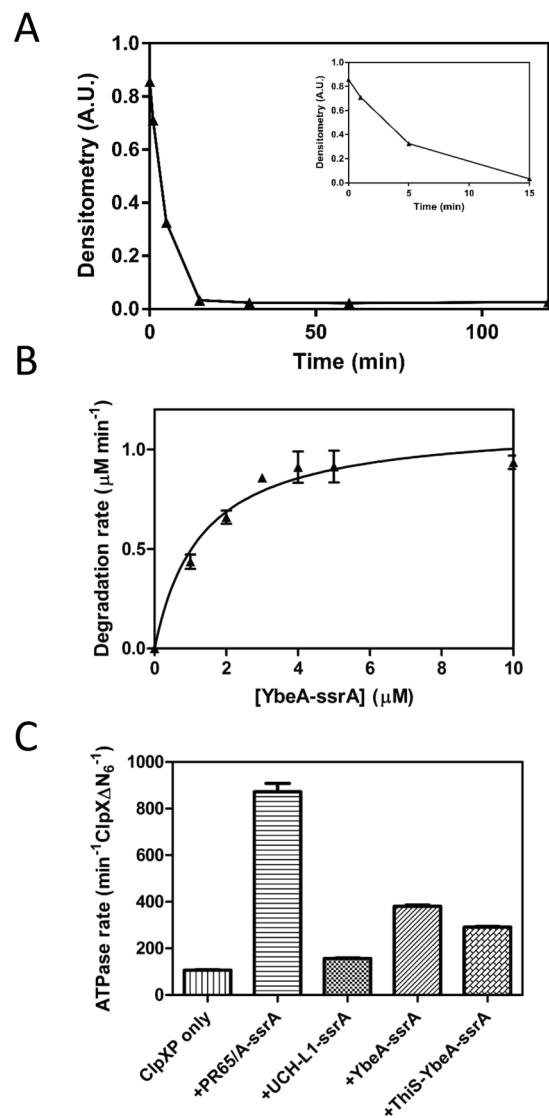 A
1.0
0.8
0.6
0.4
0.2
0.0
Densitometry (A.U.)
0
50
100
Time (min)
1.0
0.8
0.6
0.4
0.2
0.0
Densitometry (A.U.)
0
5
10
15
Time (min)
B
1.0
0.5
0.0
Degradation rate (μM min⁻¹)
0
2
4
6
8
10
[YbeA-ssrA] (μM)
C
1000
800
600
400
200
0
ATPase rate (min⁻¹ClpXΔN₆⁻¹)
ClpXP only
+PR65/A-ssrA
+UCH-L1-ssrA
+YbeA-ssrA
+ThiS-YbeA-ssrA